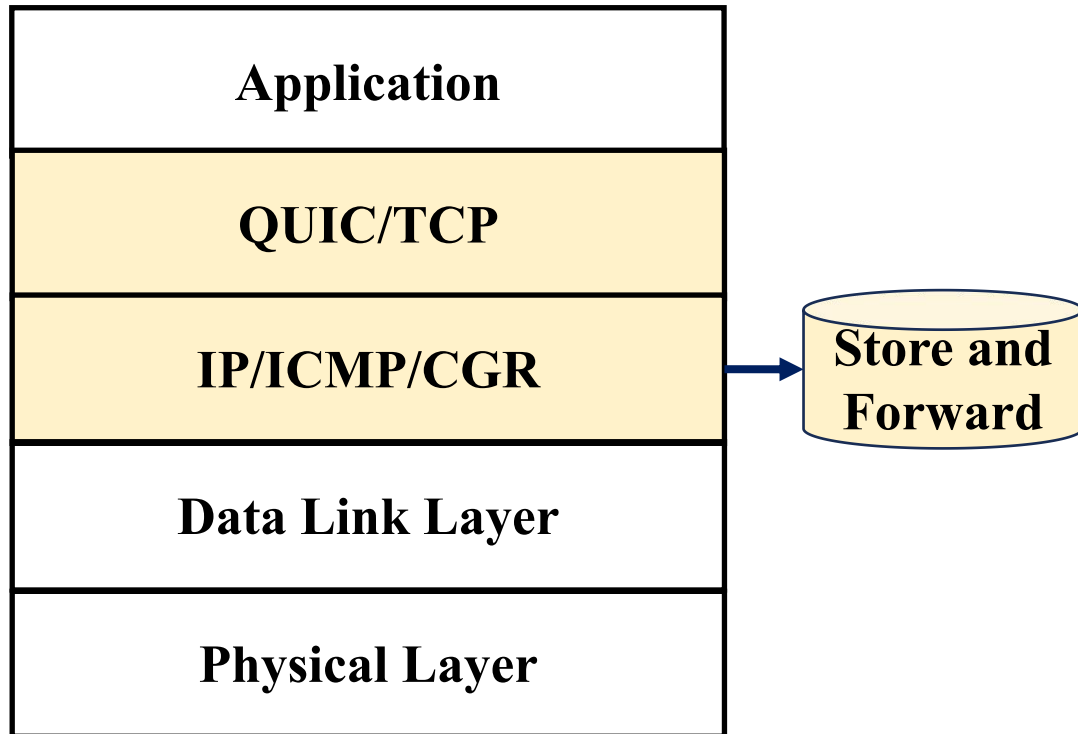 Application
QUIC/TCP
IP/ICMP/CGR
Store and
Forward
Data Link Layer
Physical Layer